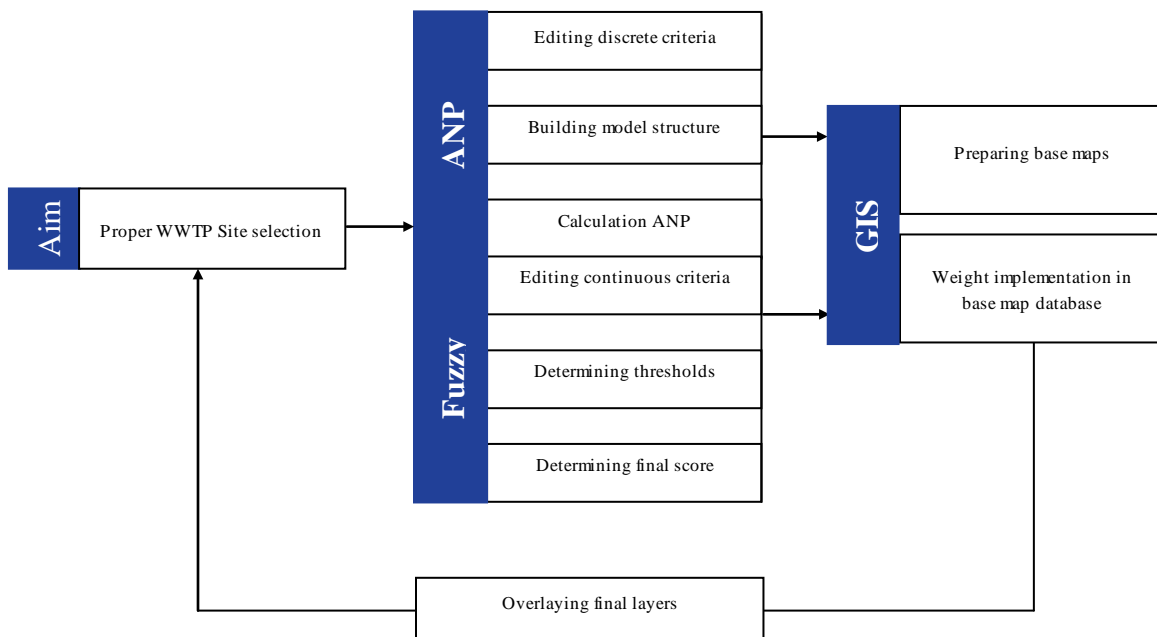 Aim
Proper WWTP Site selection
ANP
Editing discrete criteria
Building model structure
Calculation ANP
Fuzzy
Editing continuous criteria
Determining thresholds
Determining final score
GIS
Preparing base maps
Weight implementation in
base map database
Overlaying final layers